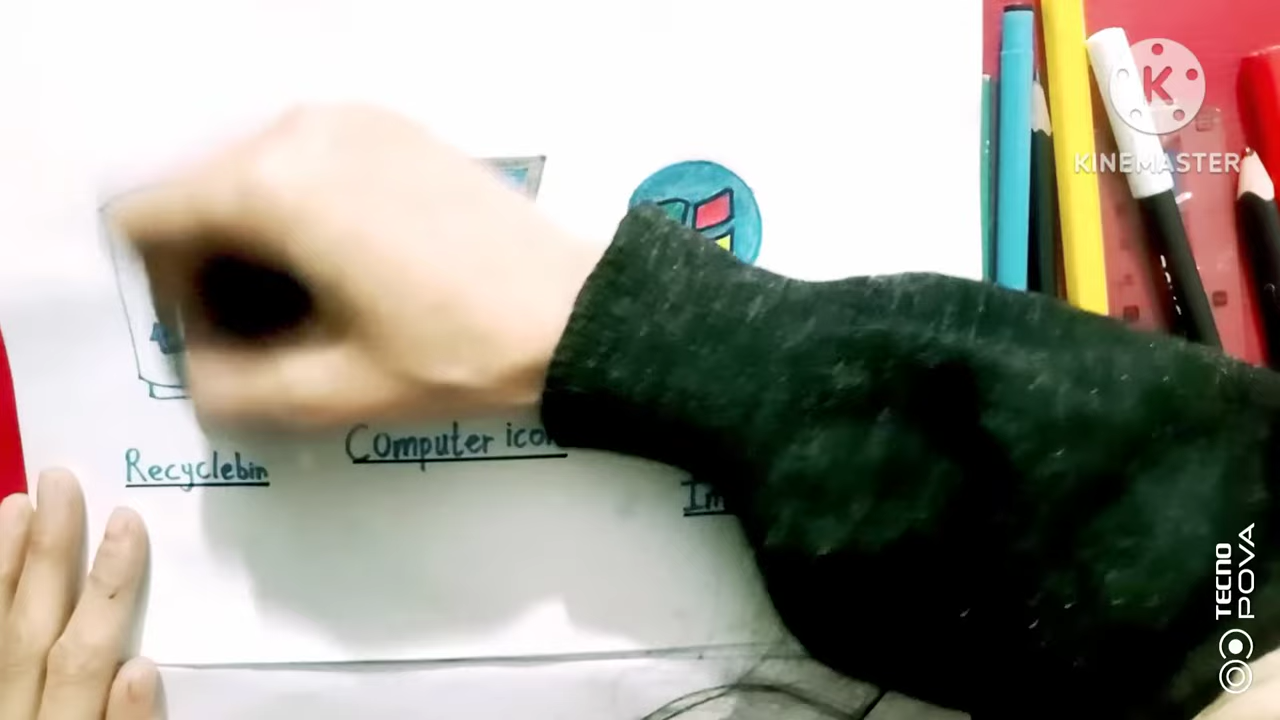 K
KINEMASTER
Computer icon
Recyclebin
TECNO
POVA